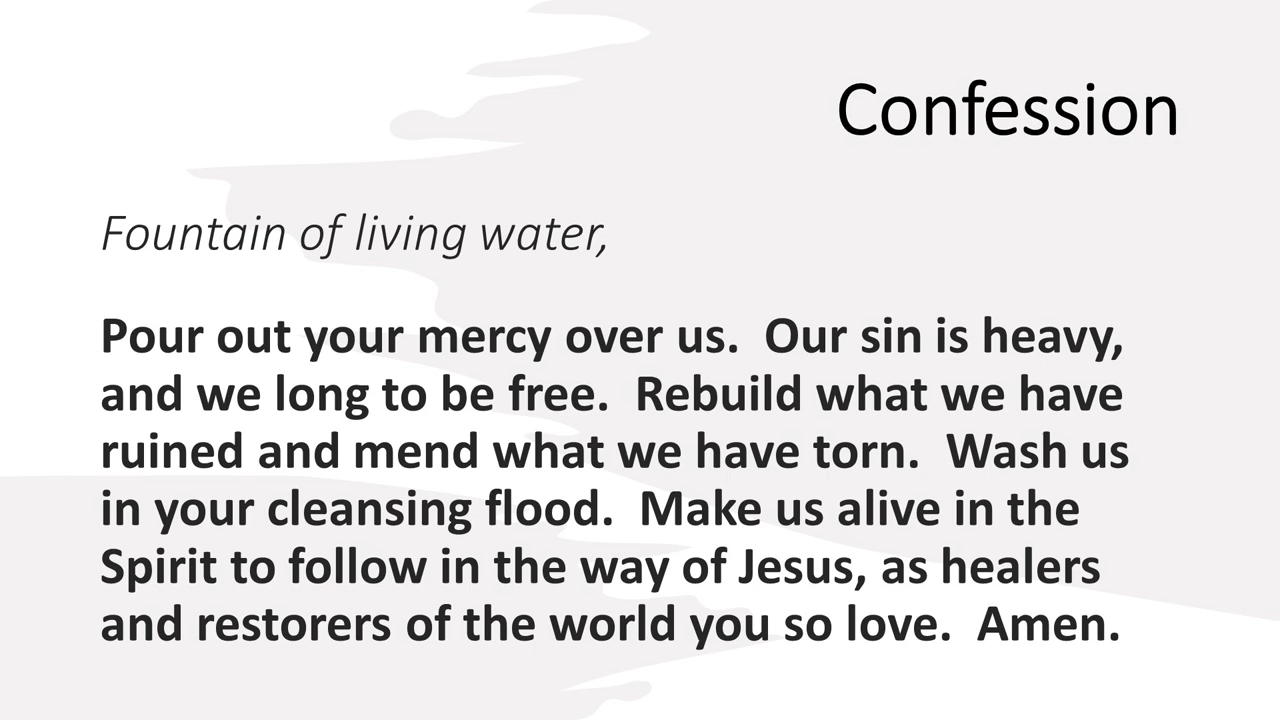 Confession
Fountain of living water,
Pour out your mercy over us.  Our sin is heavy,
and we long to be free.  Rebuild what we have
ruined and mend what we have torn.  Wash us
in your cleansing flood.  Make us alive in the
Spirit to follow in the way of Jesus, as healers
and restorers of the world you so love.  Amen.